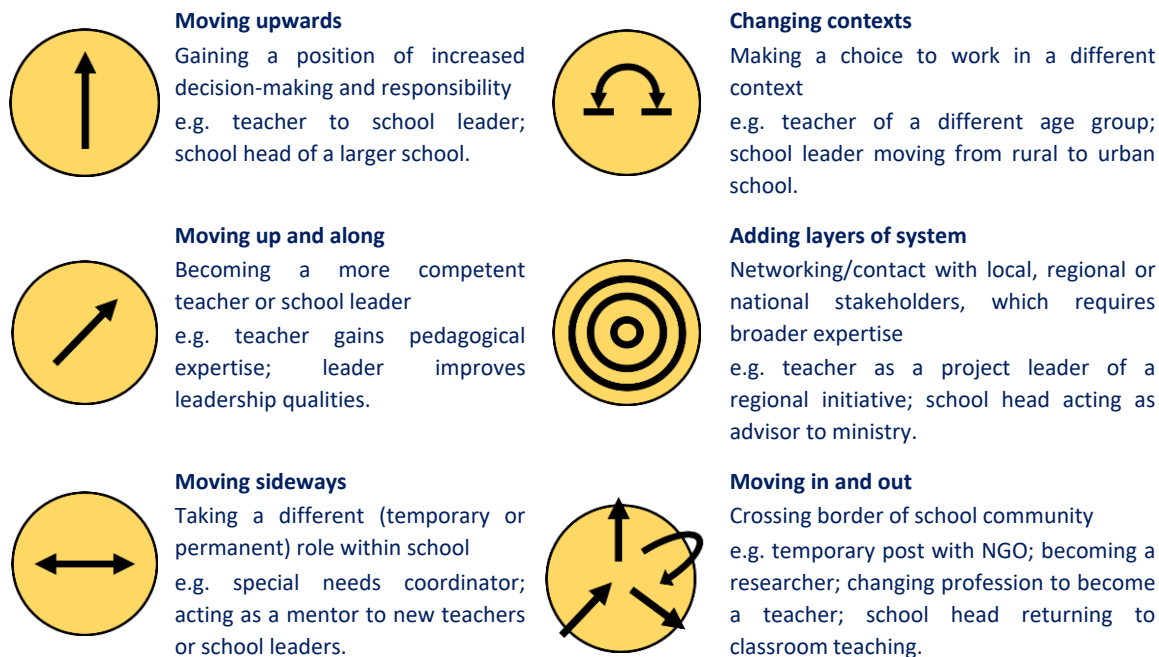 Moving upwards
Gaining a position of increased
decision-making and responsibility
e.g. teacher to school leader;
school head of a larger school.
Changing contexts
Making a choice to work in a different
context
e.g. teacher of a different age group;
school leader moving from rural to urban
school.
Moving up and along
Becoming a more competent
teacher or school leader
e.g. teacher gains pedagogical
expertise; leader improves
leadership qualities.
Adding layers of system
Networking/contact with local, regional or
national stakeholders, which requires
broader expertise
e.g. teacher as a project leader of a
regional initiative; school head acting as
advisor to ministry.
Moving sideways
Taking a different (temporary or
permanent) role within school
e.g. special needs coordinator;
acting as a mentor to new teachers
or school leaders.
Moving in and out
Crossing border of school community
e.g. temporary post with NGO; becoming a
researcher; changing profession to become
a teacher; school head returning to
classroom teaching.